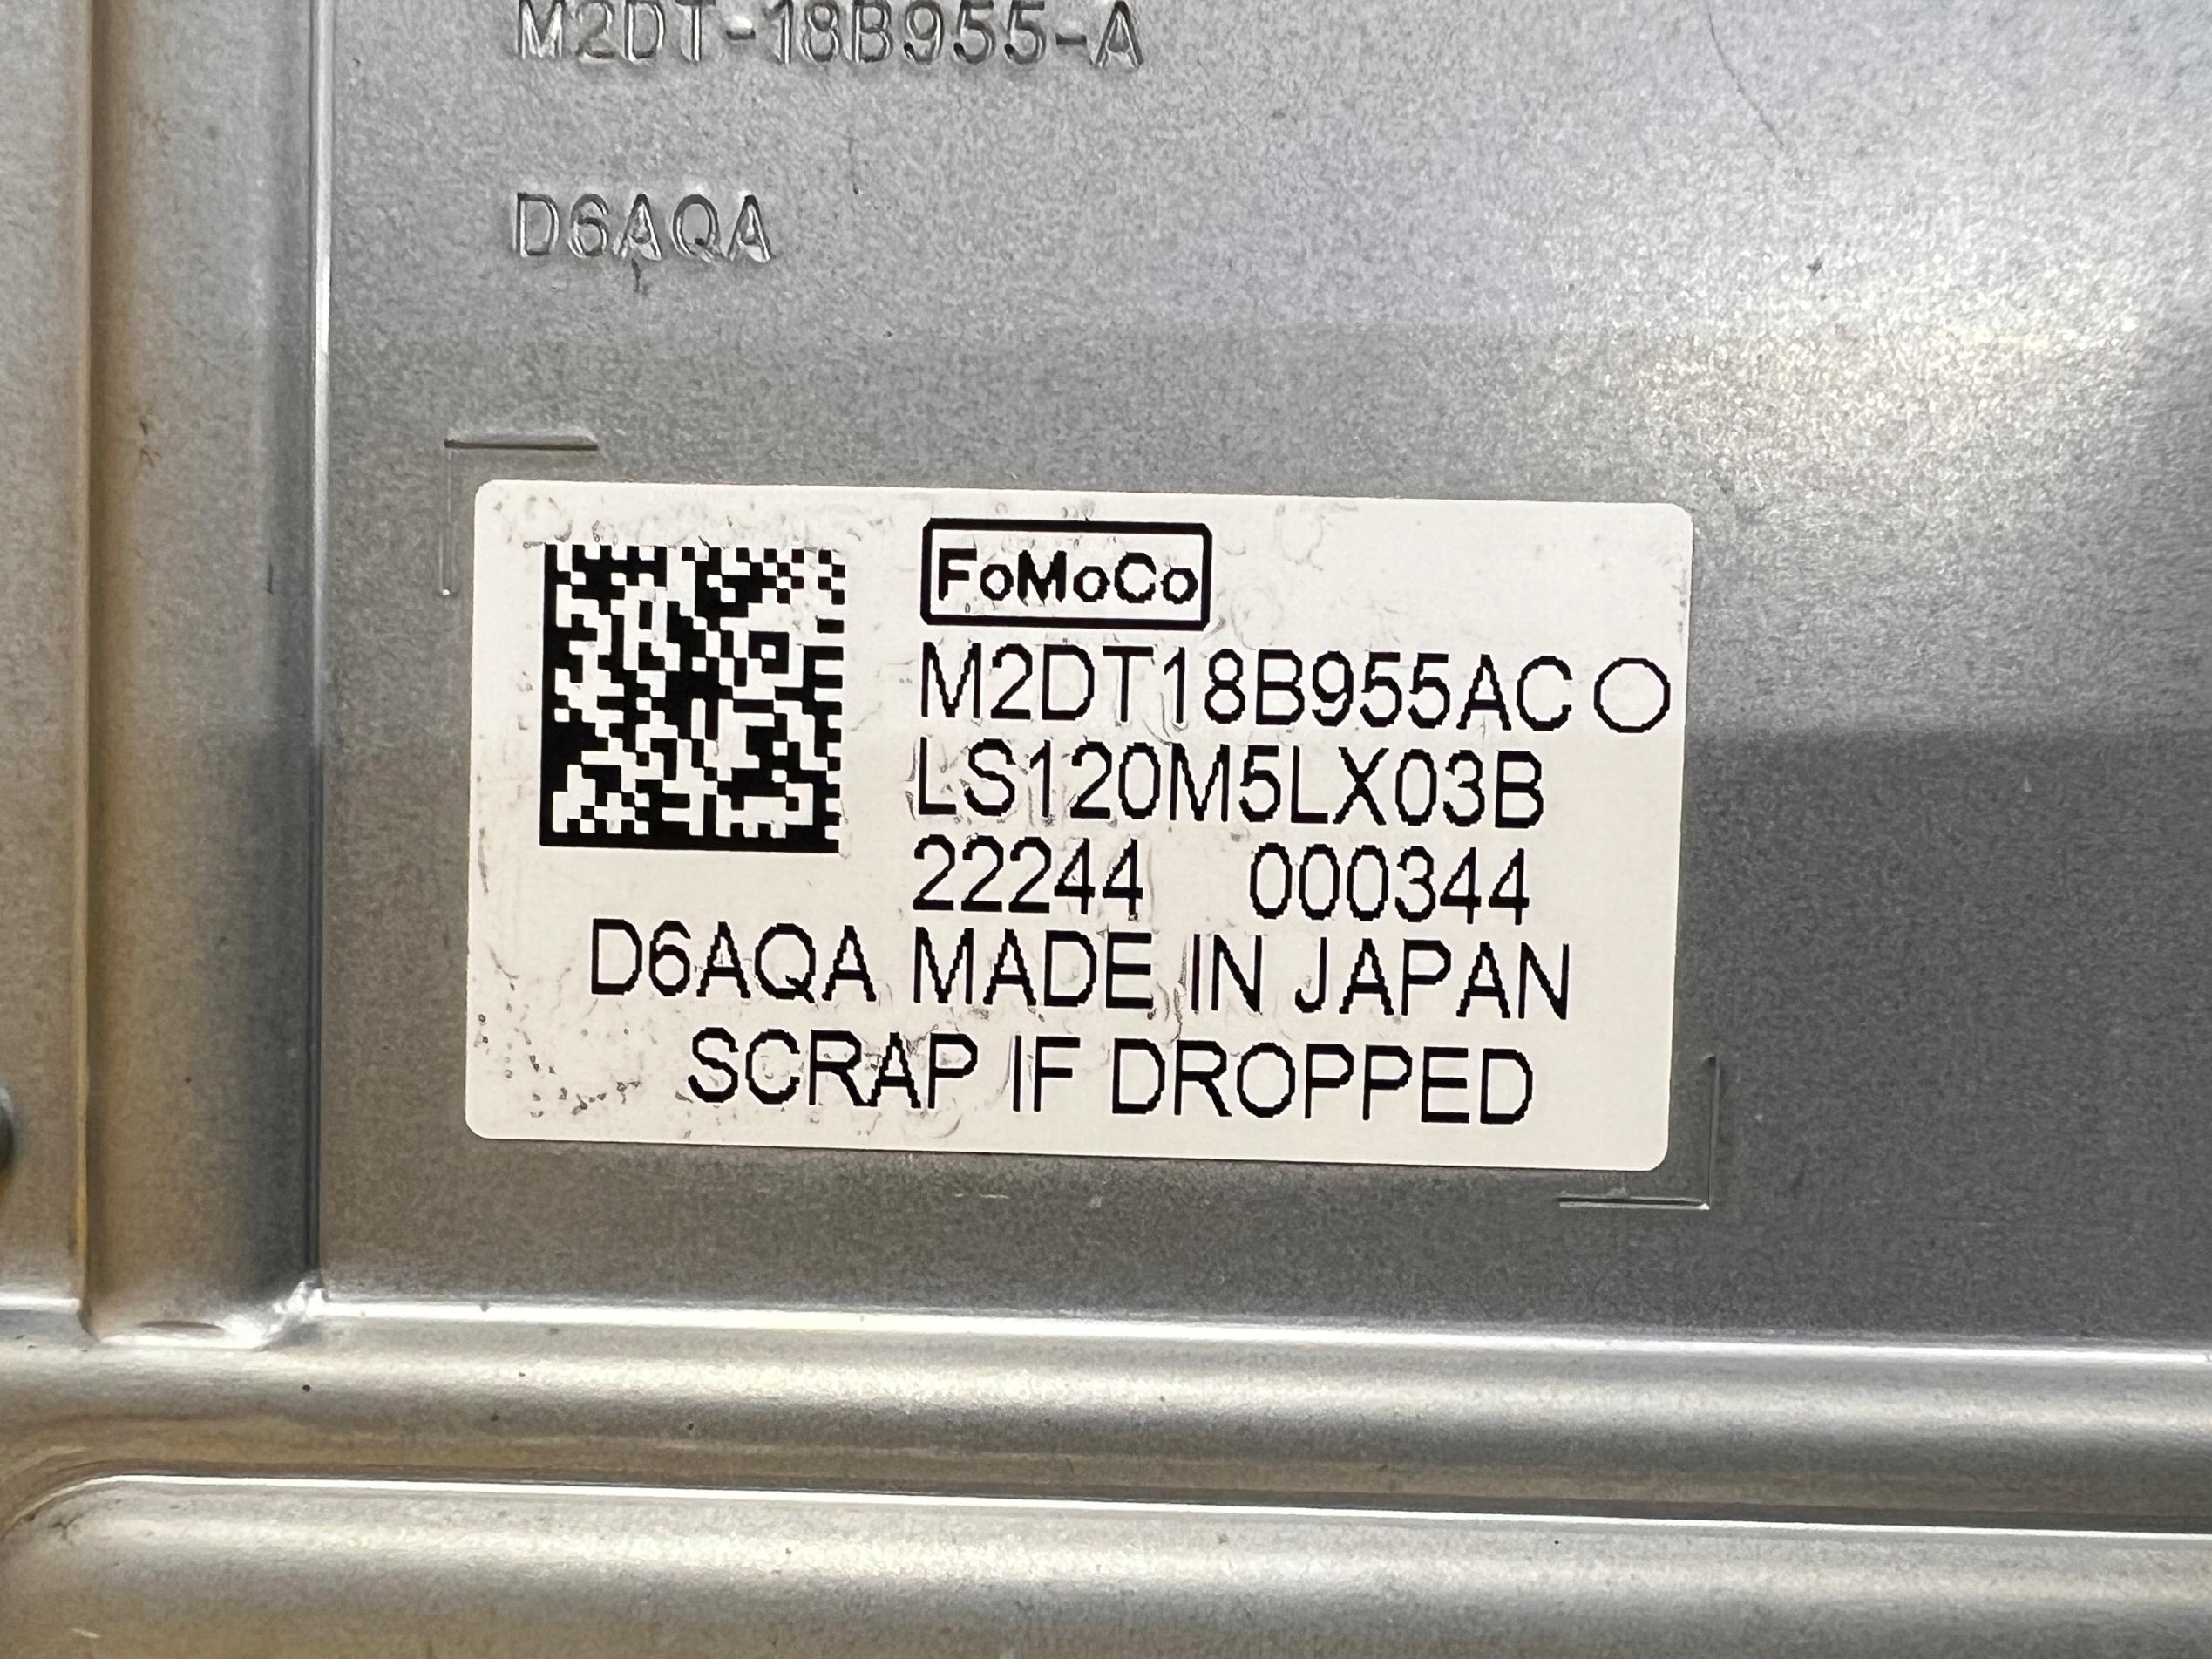 M2DT-18B955-A
D6AQA
FoMoCo
M2DT18B955AC
LS120M5LX03B
22244 000344
D6AQA MADE IN JAPAN
SCRAP IF DROPPED